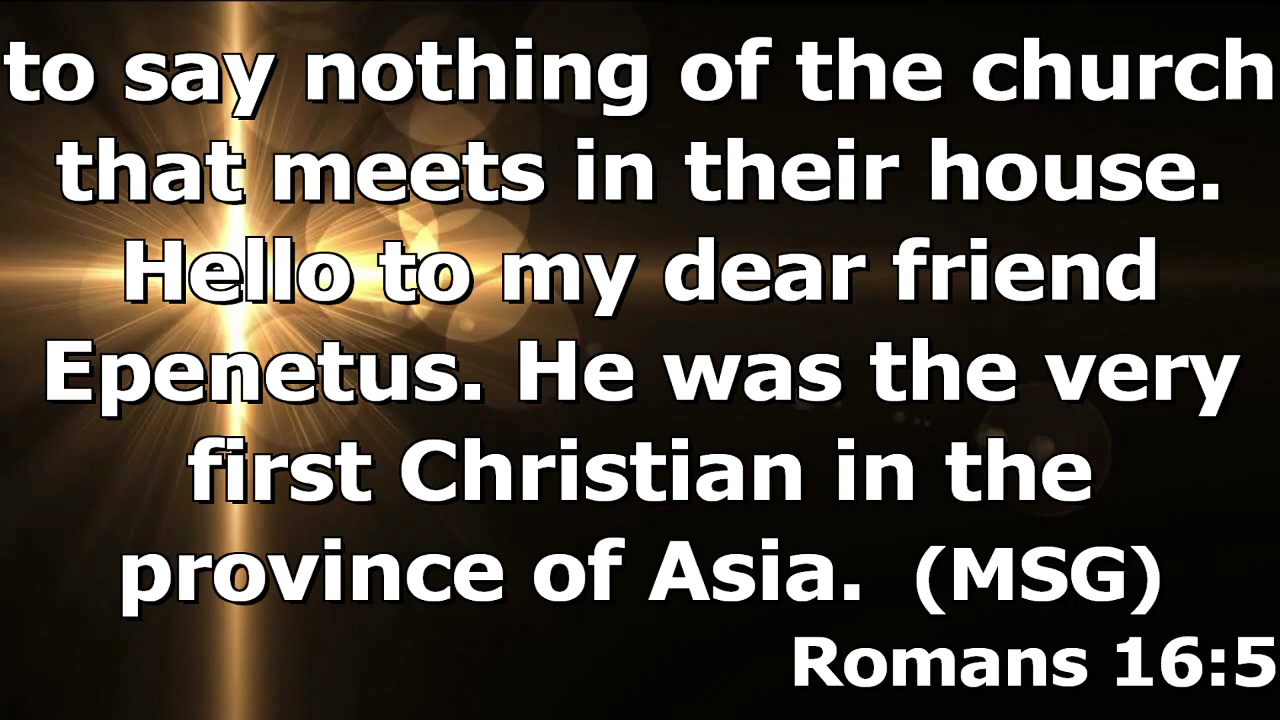 to say nothing of the church
that meets in their house.
Hello to my dear friend
Epenetus. He was the very
first Christian in the
province of Asia.  (MSG)
Romans 16:5